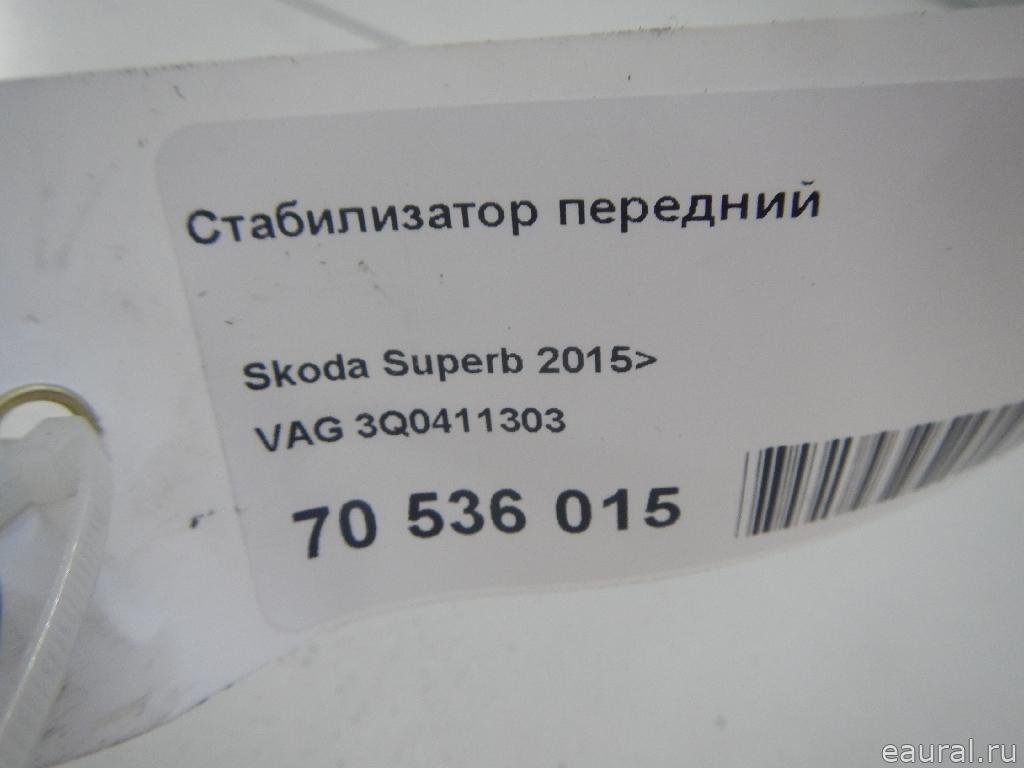 Стабилизатор передний
Skoda Superb 2015>
VAG 3Q0411303
70 536 015
eaural.ru